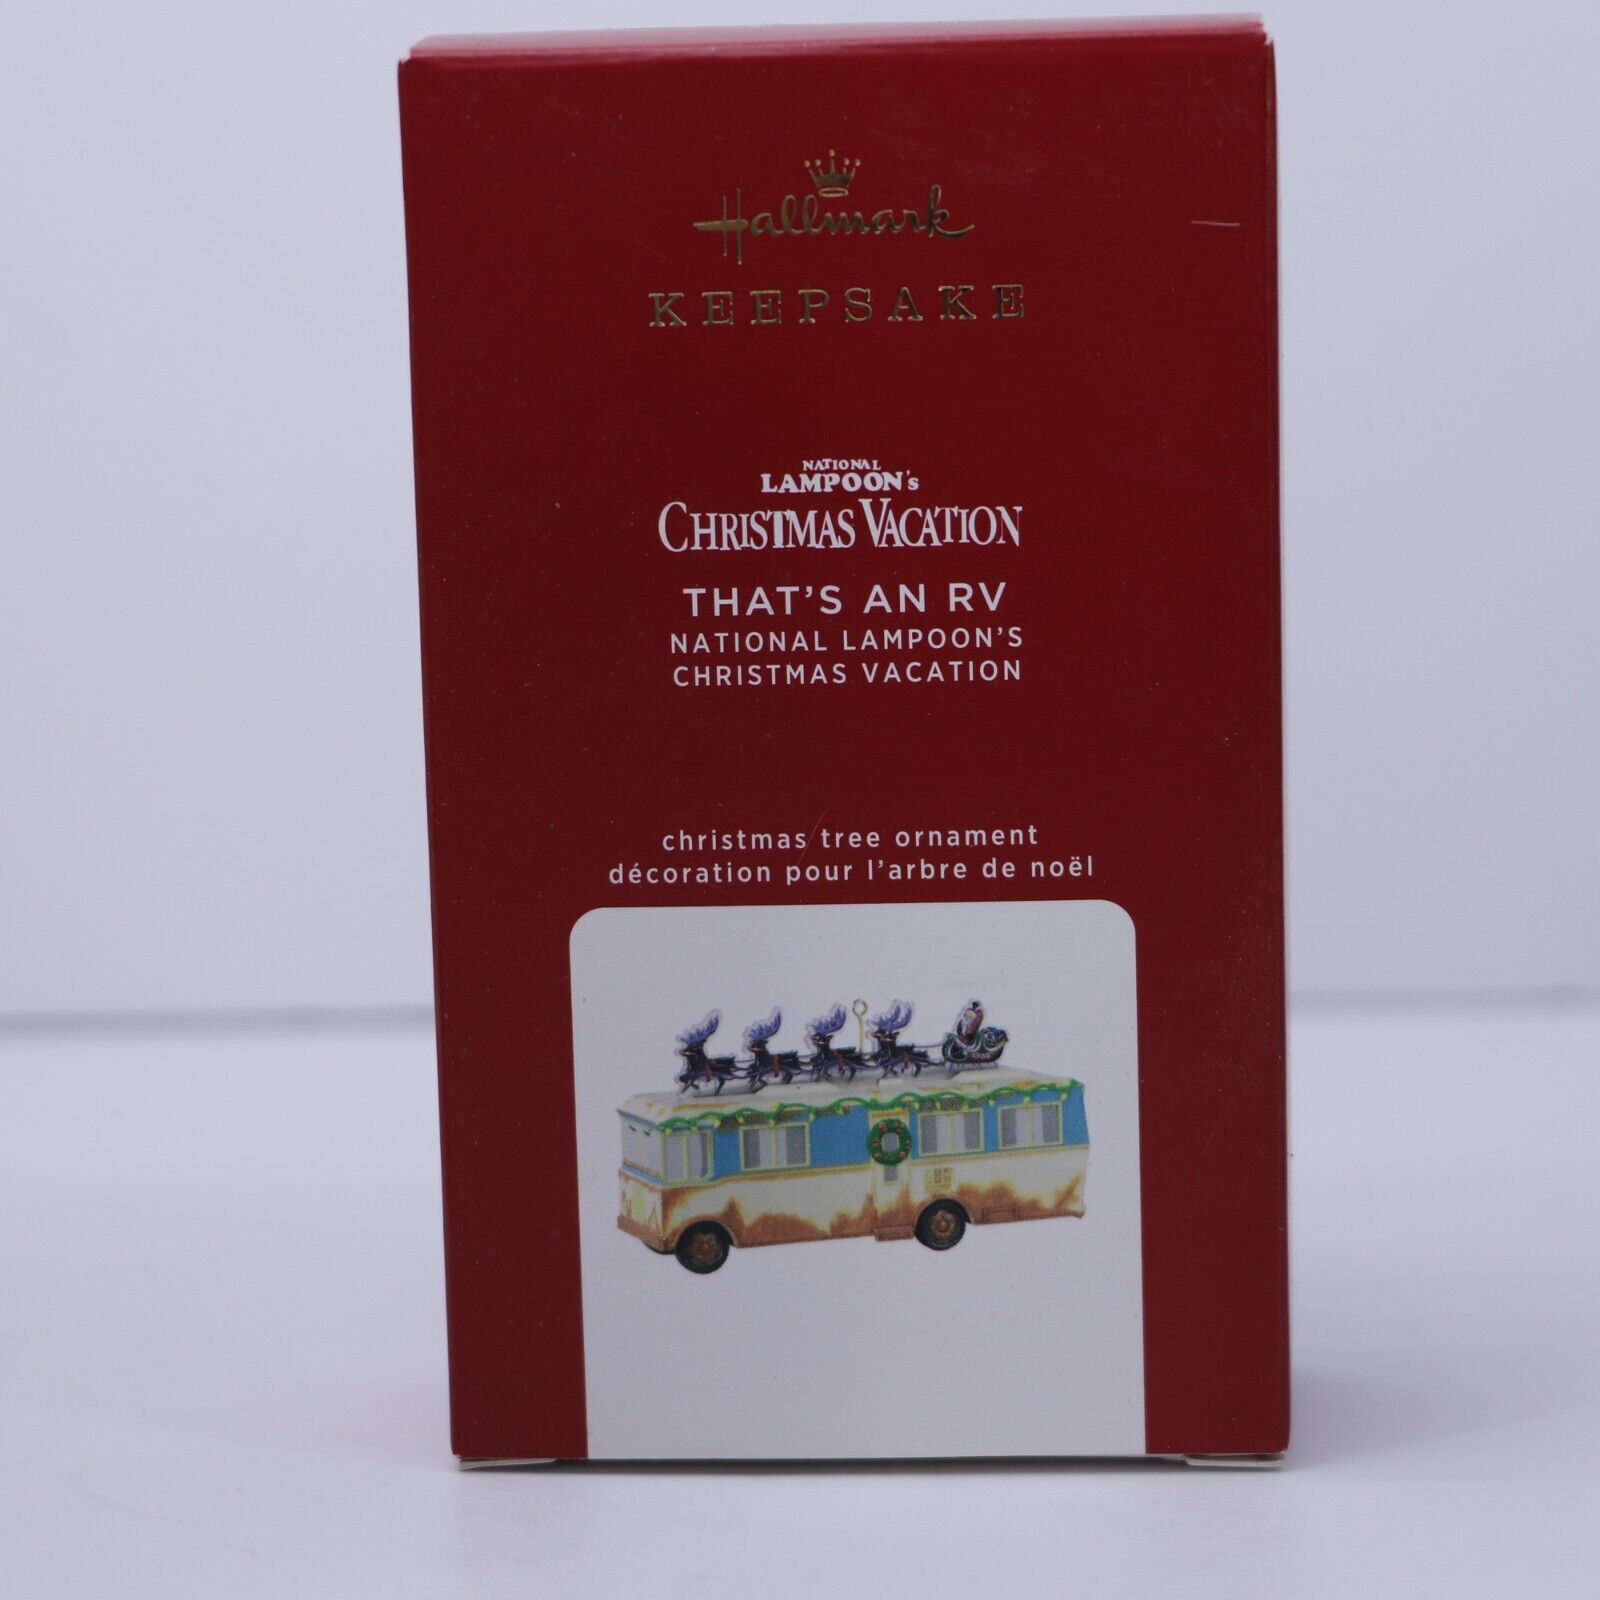 Hallmark
KEEPSAKE
NATIONAL
LAMPOON's
CHRISTMAS VACATION
THAT'S AN RV
NATIONAL LAMPOON'S
CHRISTMAS VACATION
christmas tree ornament
décoration pour l'arbre de noël